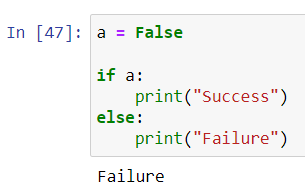 In [47]: a = False

if a:
    print("Success")
else:
    print("Failure")

Failure